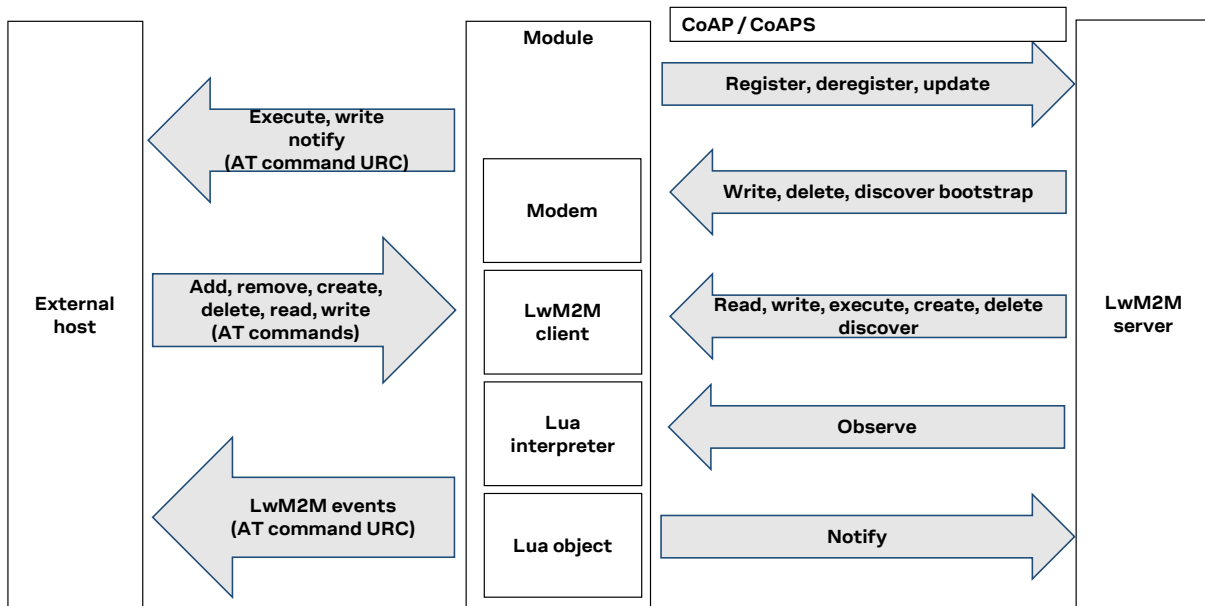 CoAP / CoAPS
Module
Register, deregister, update
Execute, write
notify
(AT command URC)
Write, delete, discover bootstrap
Modem
Add, remove, create,
delete, read, write
(AT commands)
External
host
LwM2M
client
Read, write, execute, create, delete
discover
LwM2M
server
Lua
interpreter
Observe
LwM2M events
(AT command URC)
Lua object
Notify